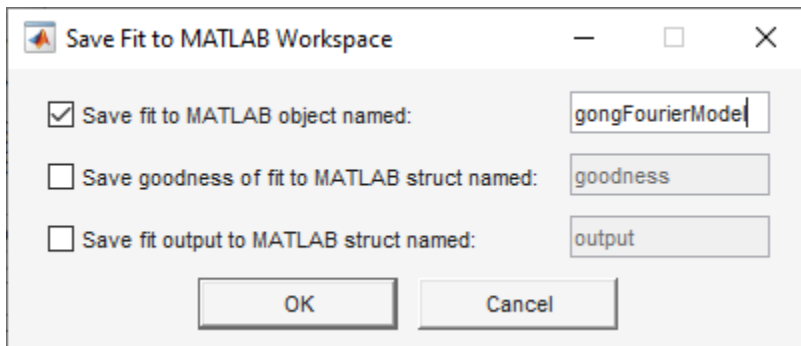 Save Fit to MATLAB Workspace
Save fit to MATLAB object named: gongFourierModel
Save goodness of fit to MATLAB struct named: goodness
Save fit output to MATLAB struct named: output
OK Cancel